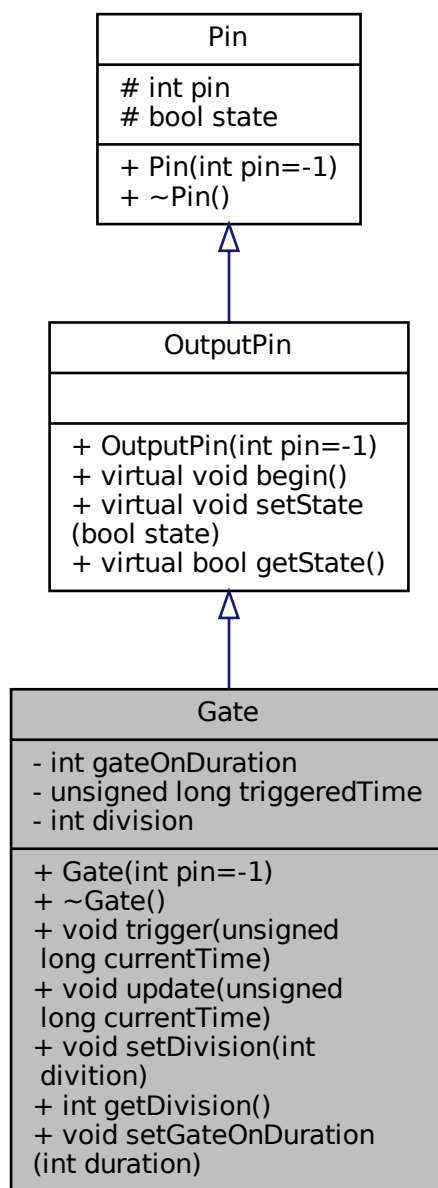 Pin
# int pin
# bool state
+ Pin(int pin=-1)
+ ~Pin()
OutputPin
+ OutputPin(int pin=-1)
+ virtual void begin()
+ virtual void setState
(bool state)
+ virtual bool getState()
Gate
- int gateOnDuration
- unsigned long triggeredTime
- int division
+ Gate(int pin=-1)
+ ~Gate()
+ void trigger(unsigned
long currentTime)
+ void update(unsigned
long currentTime)
+ void setDivision(int
divition)
+ int getDivision()
+ void setGateOnDuration
(int duration)